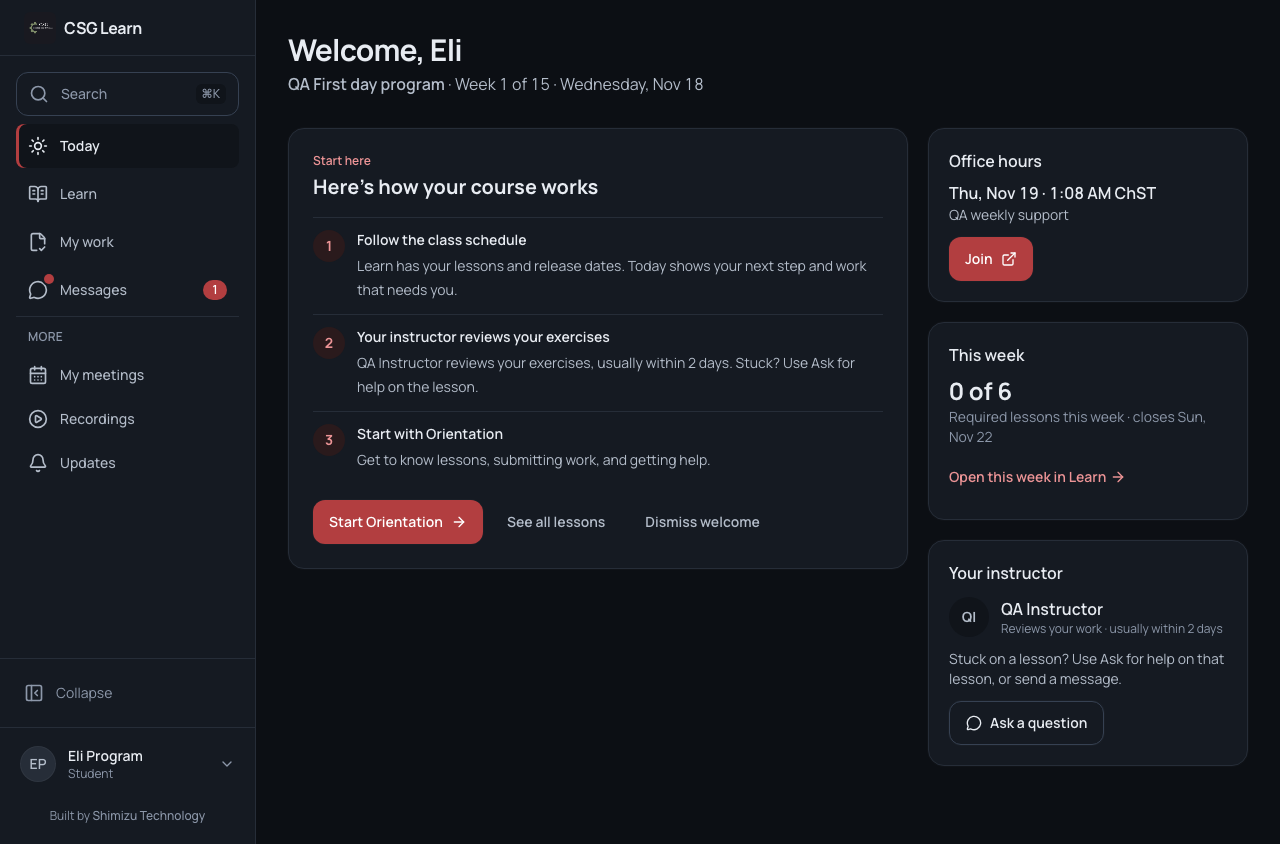 CSG Learn
Search ⌘K
Today
Learn
My work
Messages 1
MORE
My meetings
Recordings
Updates
Collapse
EP
Eli Program
Student
Built by Shimizu Technology
Welcome, Eli
QA First day program · Week 1 of 15 · Wednesday, Nov 18
Start here
Here's how your course works
1
Follow the class schedule
Learn has your lessons and release dates. Today shows your next step and work
that needs you.
2
Your instructor reviews your exercises
QA Instructor reviews your exercises, usually within 2 days. Stuck? Use Ask for
help on the lesson.
3
Start with Orientation
Get to know lessons, submitting work, and getting help.
Start Orientation → See all lessons Dismiss welcome
Office hours
Thu, Nov 19 · 1:08 AM ChST
QA weekly support
Join
This week
0 of 6
Required lessons this week · closes Sun,
Nov 22
Open this week in Learn →
Your instructor
QI
QA Instructor
Reviews your work · usually within 2 days
Stuck on a lesson? Use Ask for help on that
lesson, or send a message.
Ask a question